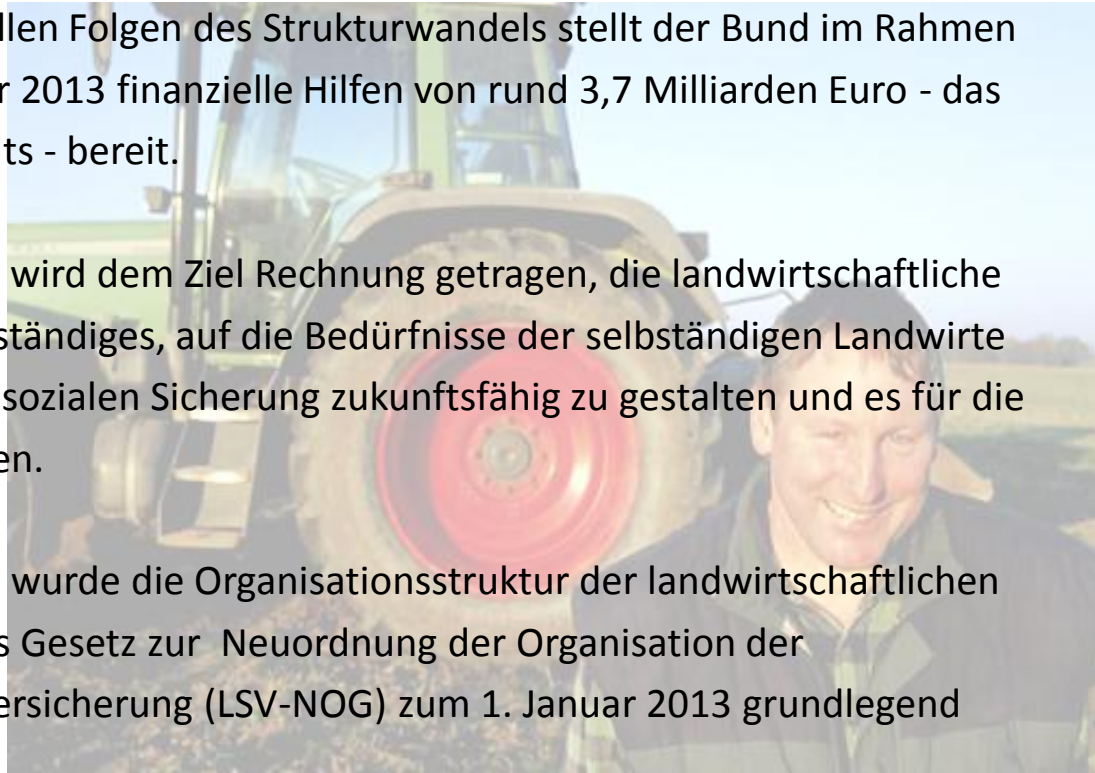 llen Folgen des Strukturwandels stellt der Bund im Rahmen
r 2013 finanzielle Hilfen von rund 3,7 Milliarden Euro - das
ts - bereit.
wird dem Ziel Rechnung getragen, die landwirtschaftliche
ständiges, auf die Bedürfnisse der selbständigen Landwirte
sozialen Sicherung zukunftsfähig zu gestalten und es für die
en.
wurde die Organisationsstruktur der landwirtschaftlichen
s Gesetz zur Neuordnung der Organisation der
ersicherung (LSV-NOG) zum 1. Januar 2013 grundlegend